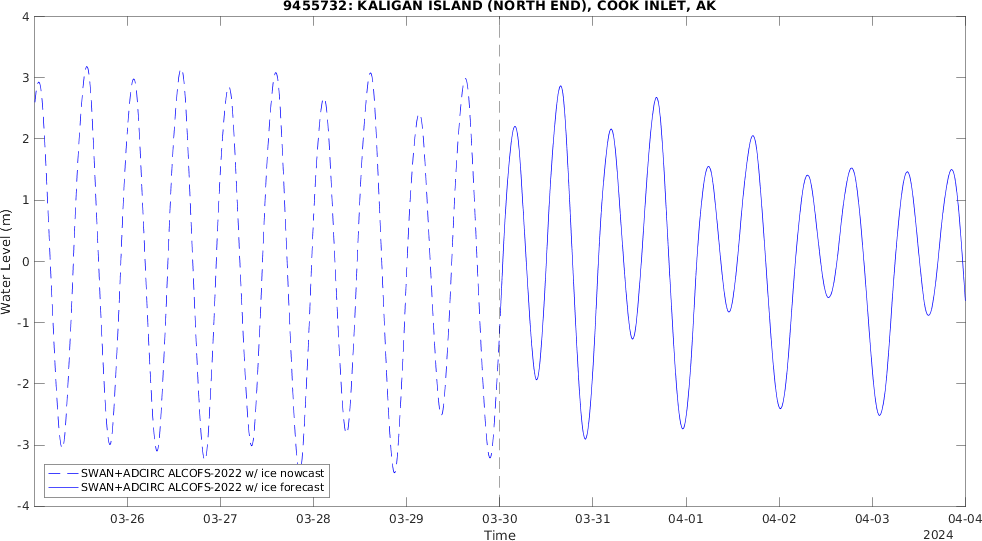 9455732: KALIGAN ISLAND (NORTH END), COOK INLET, AK
4
3
2
1
0
-1
-2
-3
-4
Water Level (m)
SWAN+ADCIRC ALCOFS-2022 w/ ice nowcast
SWAN+ADCIRC ALCOFS-2022 w/ ice forecast
03-26 03-27 03-28 03-29 03-30 03-31 04-01 04-02 04-03 04-04
Time
2024